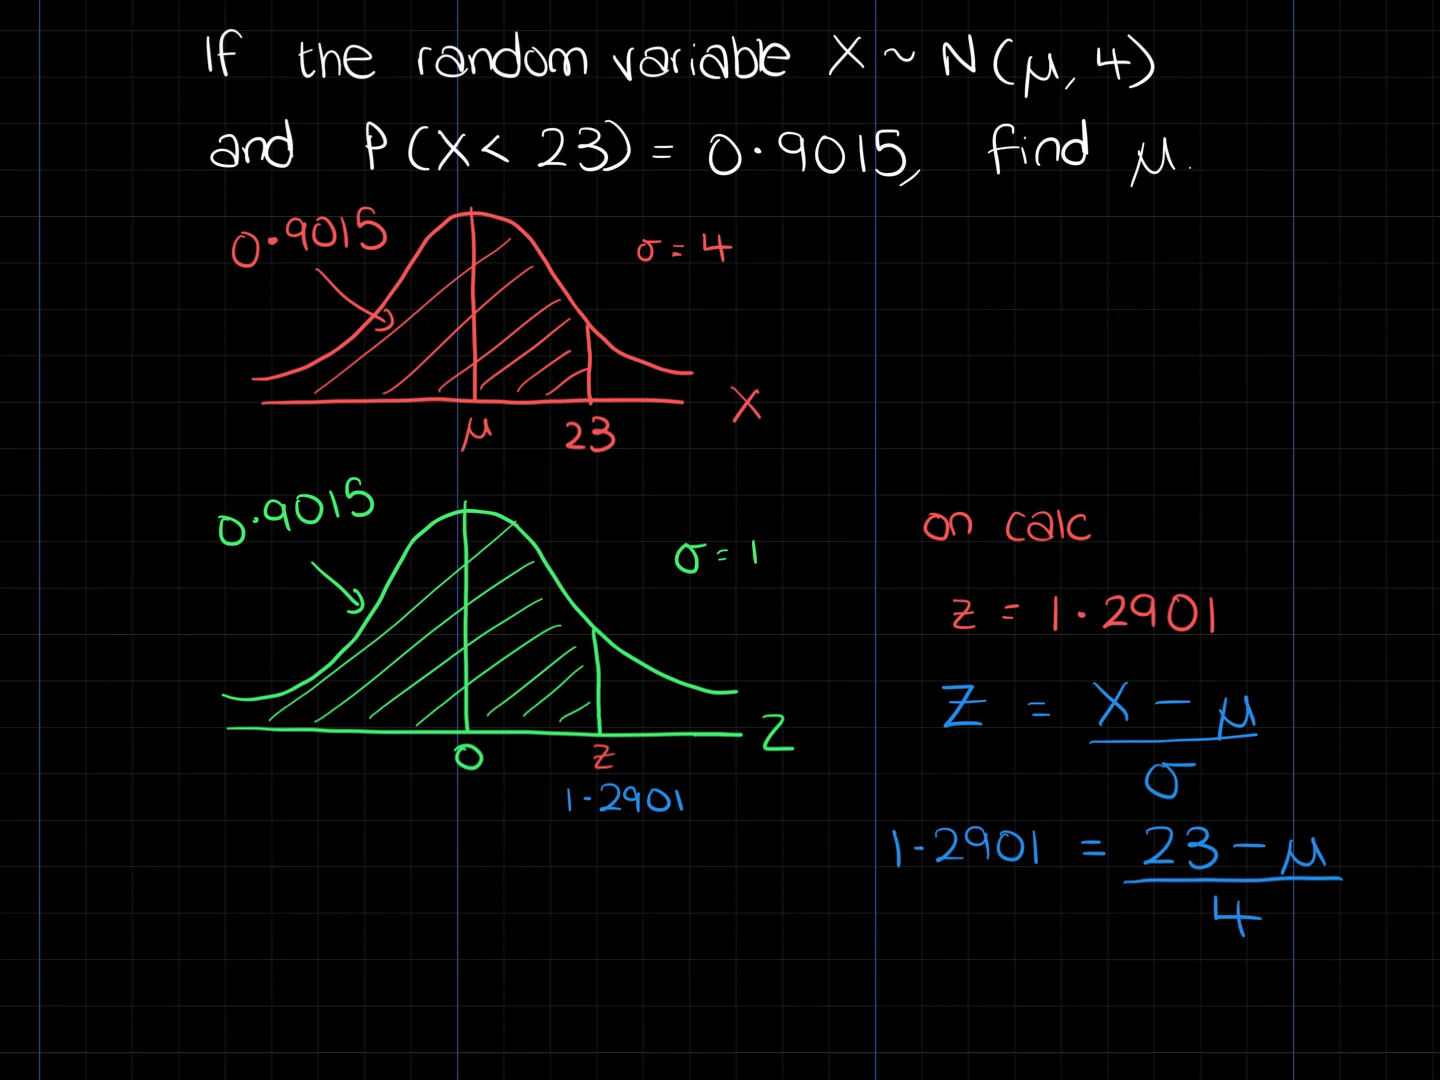 If the random variable X ~ N(μ, 4)
and P(X < 23) = 0.9015, find μ.
0.9015
σ = 4
μ
23
X
0.9015
σ = 1
0
z
Z
1.2901
on calc
z = 1.2901
Z = X - μ
σ
1.2901 = 23 - μ
4